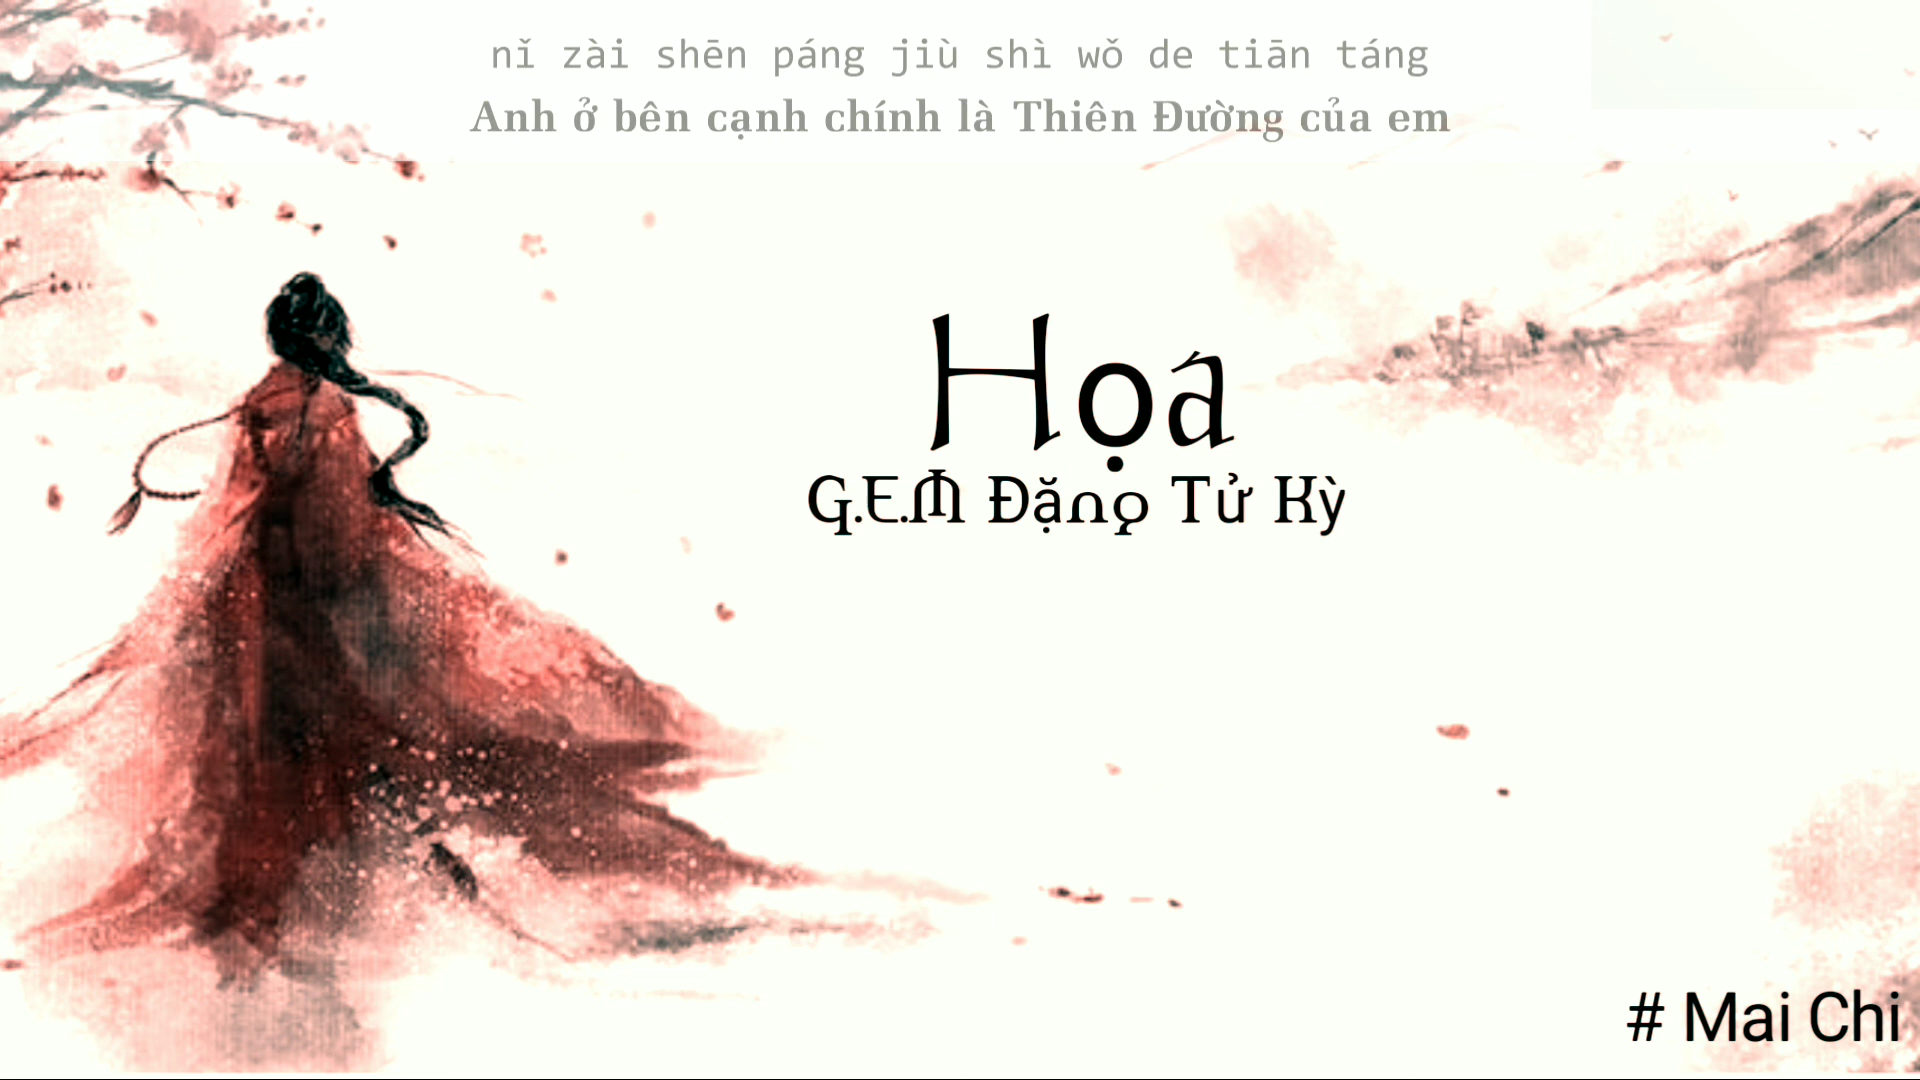 nǐ zài shēn páng jiù shì wǒ de tiān táng
Anh ở bên cạnh chính là Thiên Đường của em
Họa
G.E.M Đặng Tử Kỳ
# Mai Chi